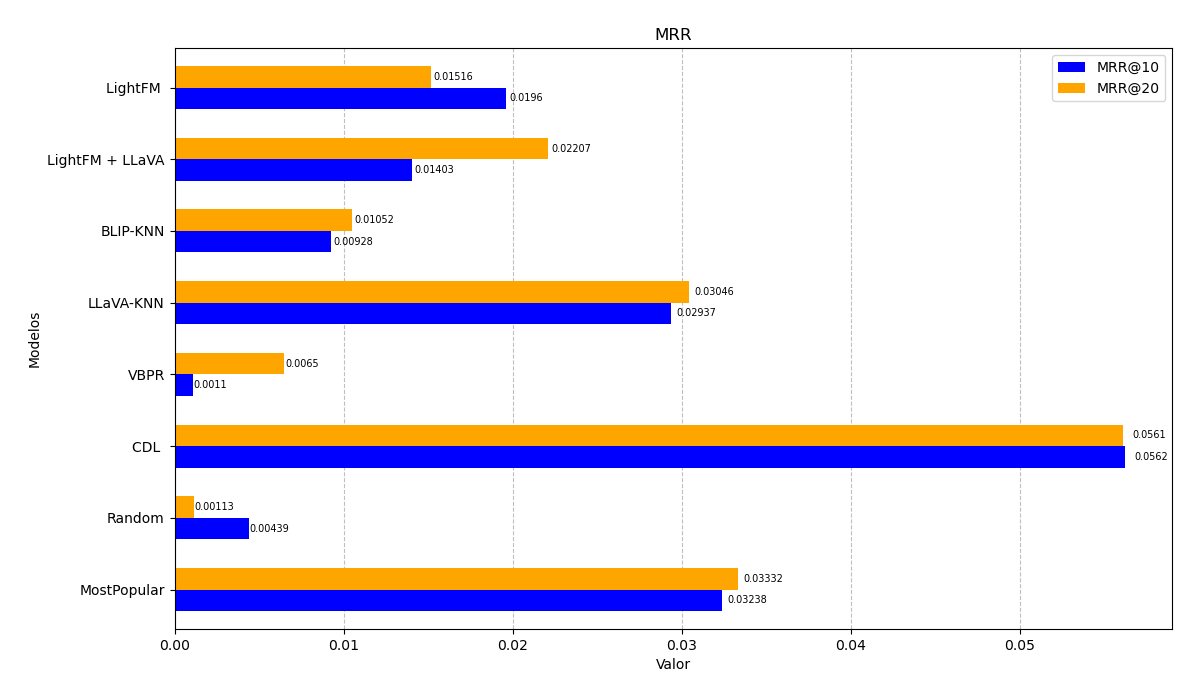 MRR
MRR@10
MRR@20
LightFM
0.01516
0.0196
LightFM + LLaVA
0.02207
0.01403
BLIP-KNN
0.01052
0.00928
LLaVA-KNN
0.03046
0.02937
VBPR
0.0065
0.0011
CDL
0.0561
0.0562
Random
0.00113
0.00439
MostPopular
0.03332
0.03238
Modelos
0.00 0.01 0.02 0.03 0.04 0.05
Valor